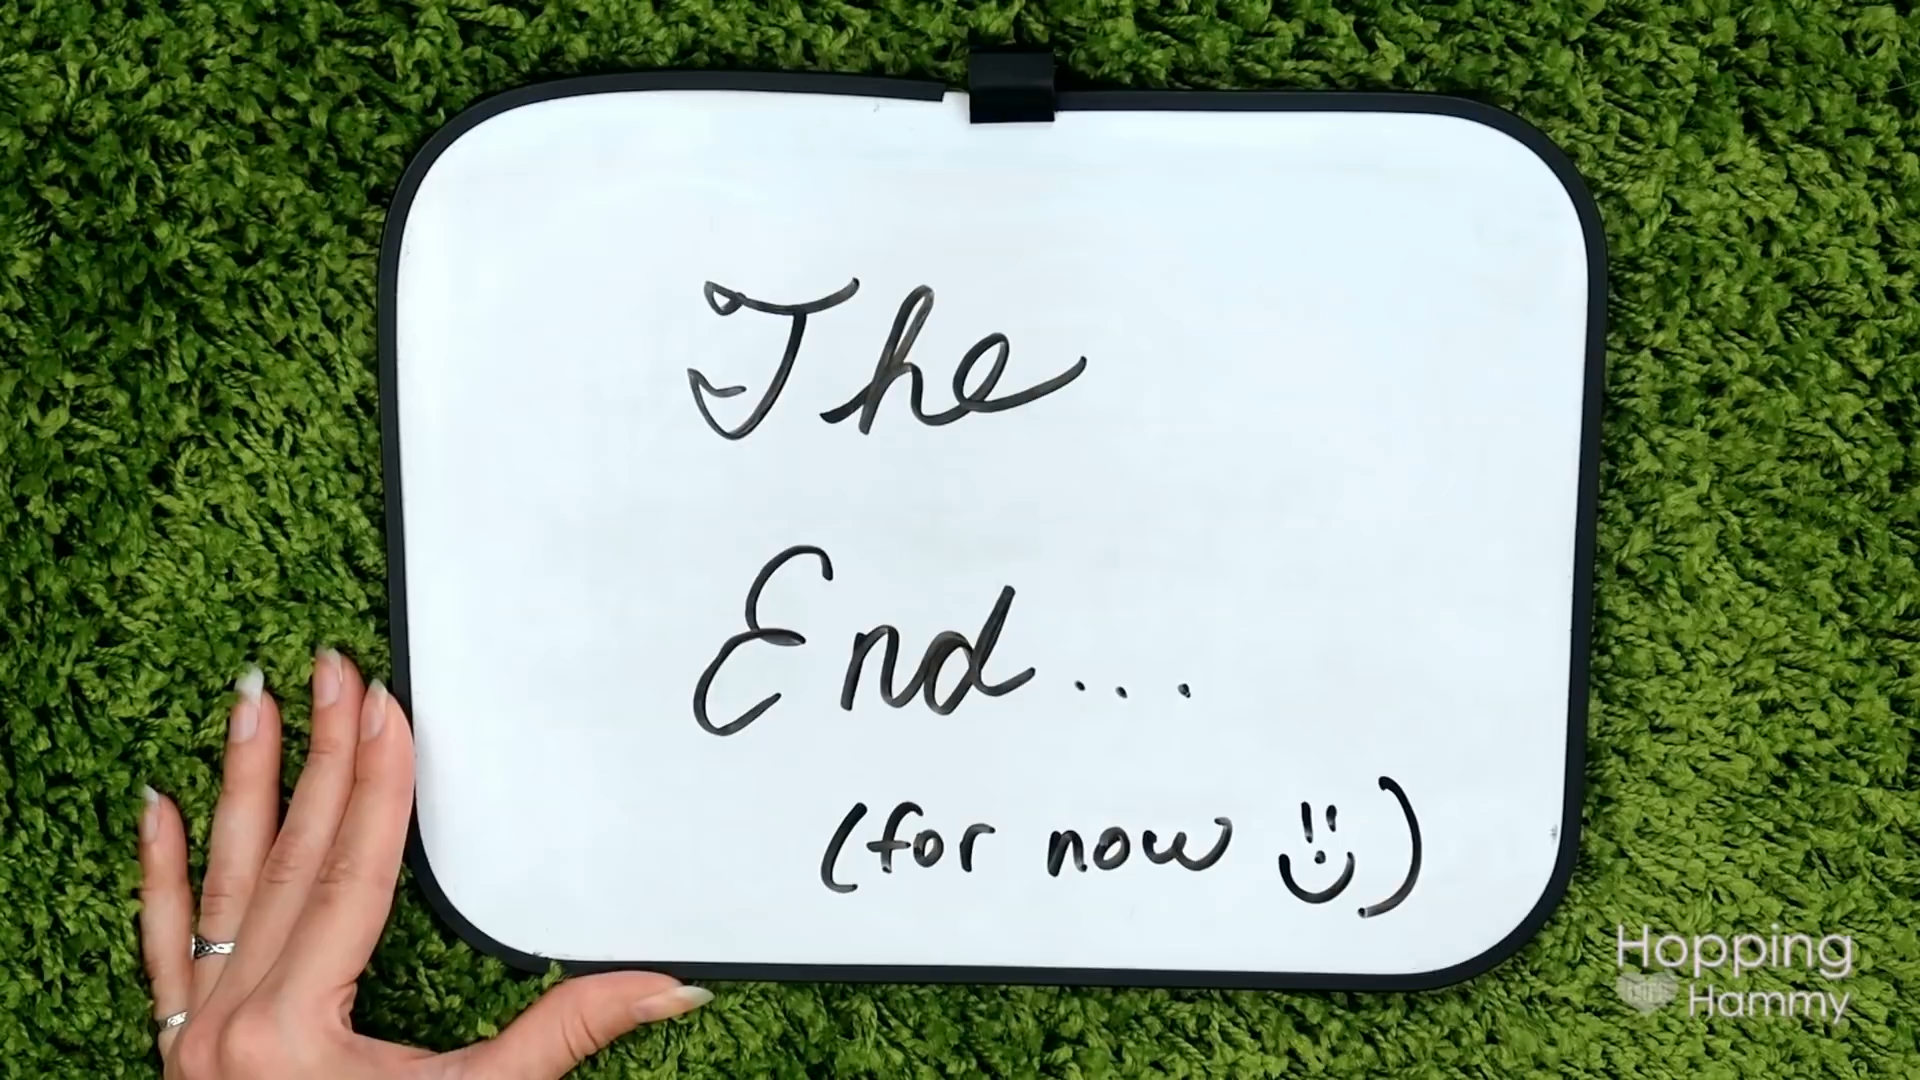 The
End...
(for now :))
Hopping
Hammy